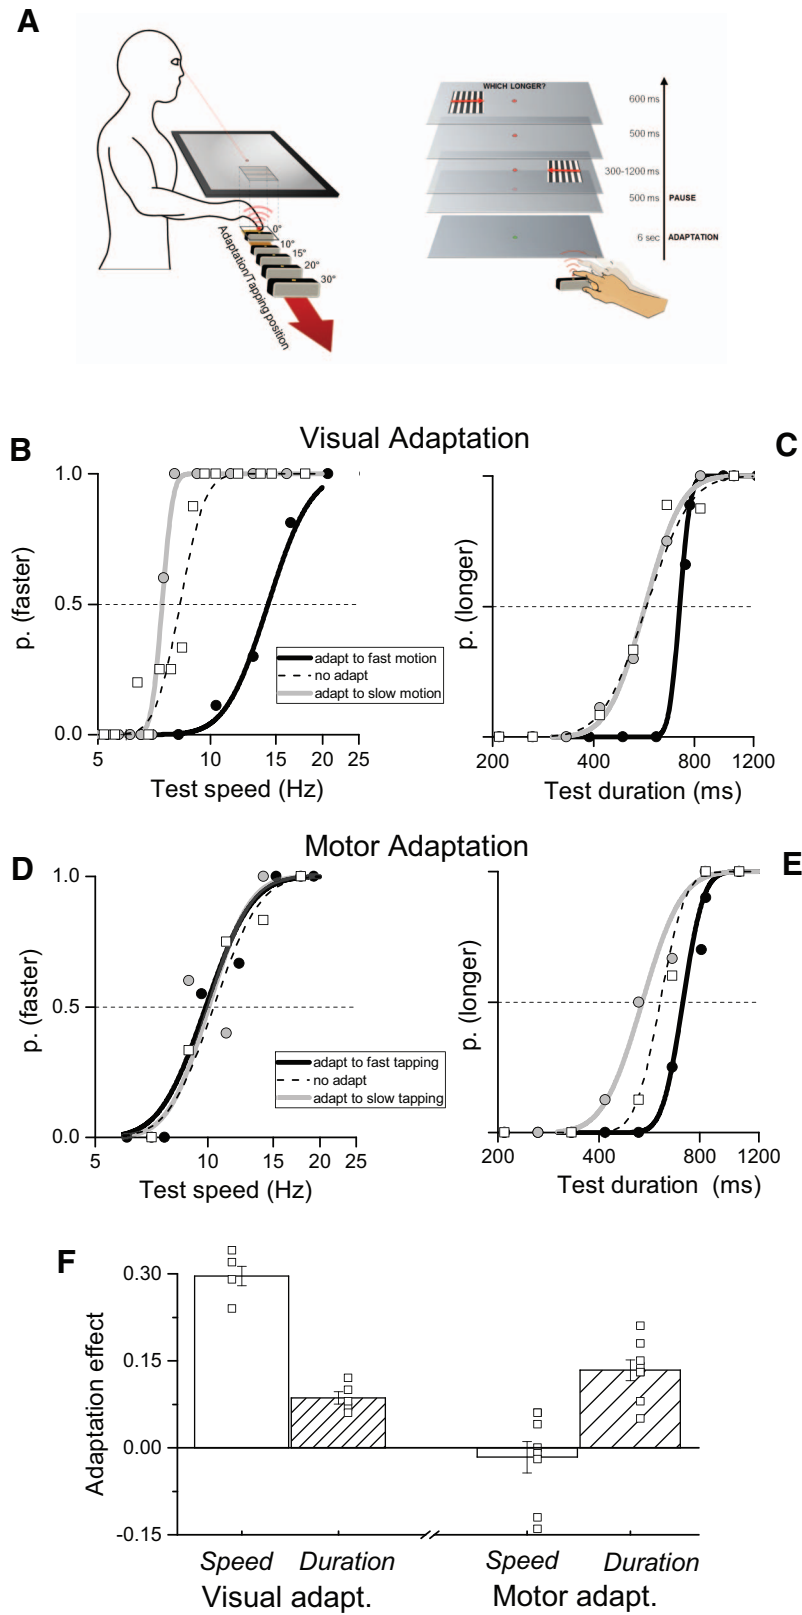 A
WHICH LONGER?
600 ms
500 ms
300-1200 ms
500 ms PAUSE
6 sec ADAPTATION
0°
10°
15°
20°
30°
Adaptation/Tapping position
Visual Adaptation
B
1.0
0.5
0.0
p. (faster)
adapt to fast motion
no adapt
adapt to slow motion
5 10 15 20 25
Test speed (Hz)
C
p. (longer)
200 400 800 1200
Test duration (ms)
Motor Adaptation
D
1.0
0.5
0.0
p. (faster)
adapt to fast tapping
no adapt
adapt to slow tapping
5 10 15 20 25
Test speed (Hz)
E
p. (longer)
200 400 800 1200
Test duration (ms)
F
0.30
0.15
0.00
-0.15
Adaptation effect
Speed Duration Speed Duration
Visual adapt. Motor adapt.